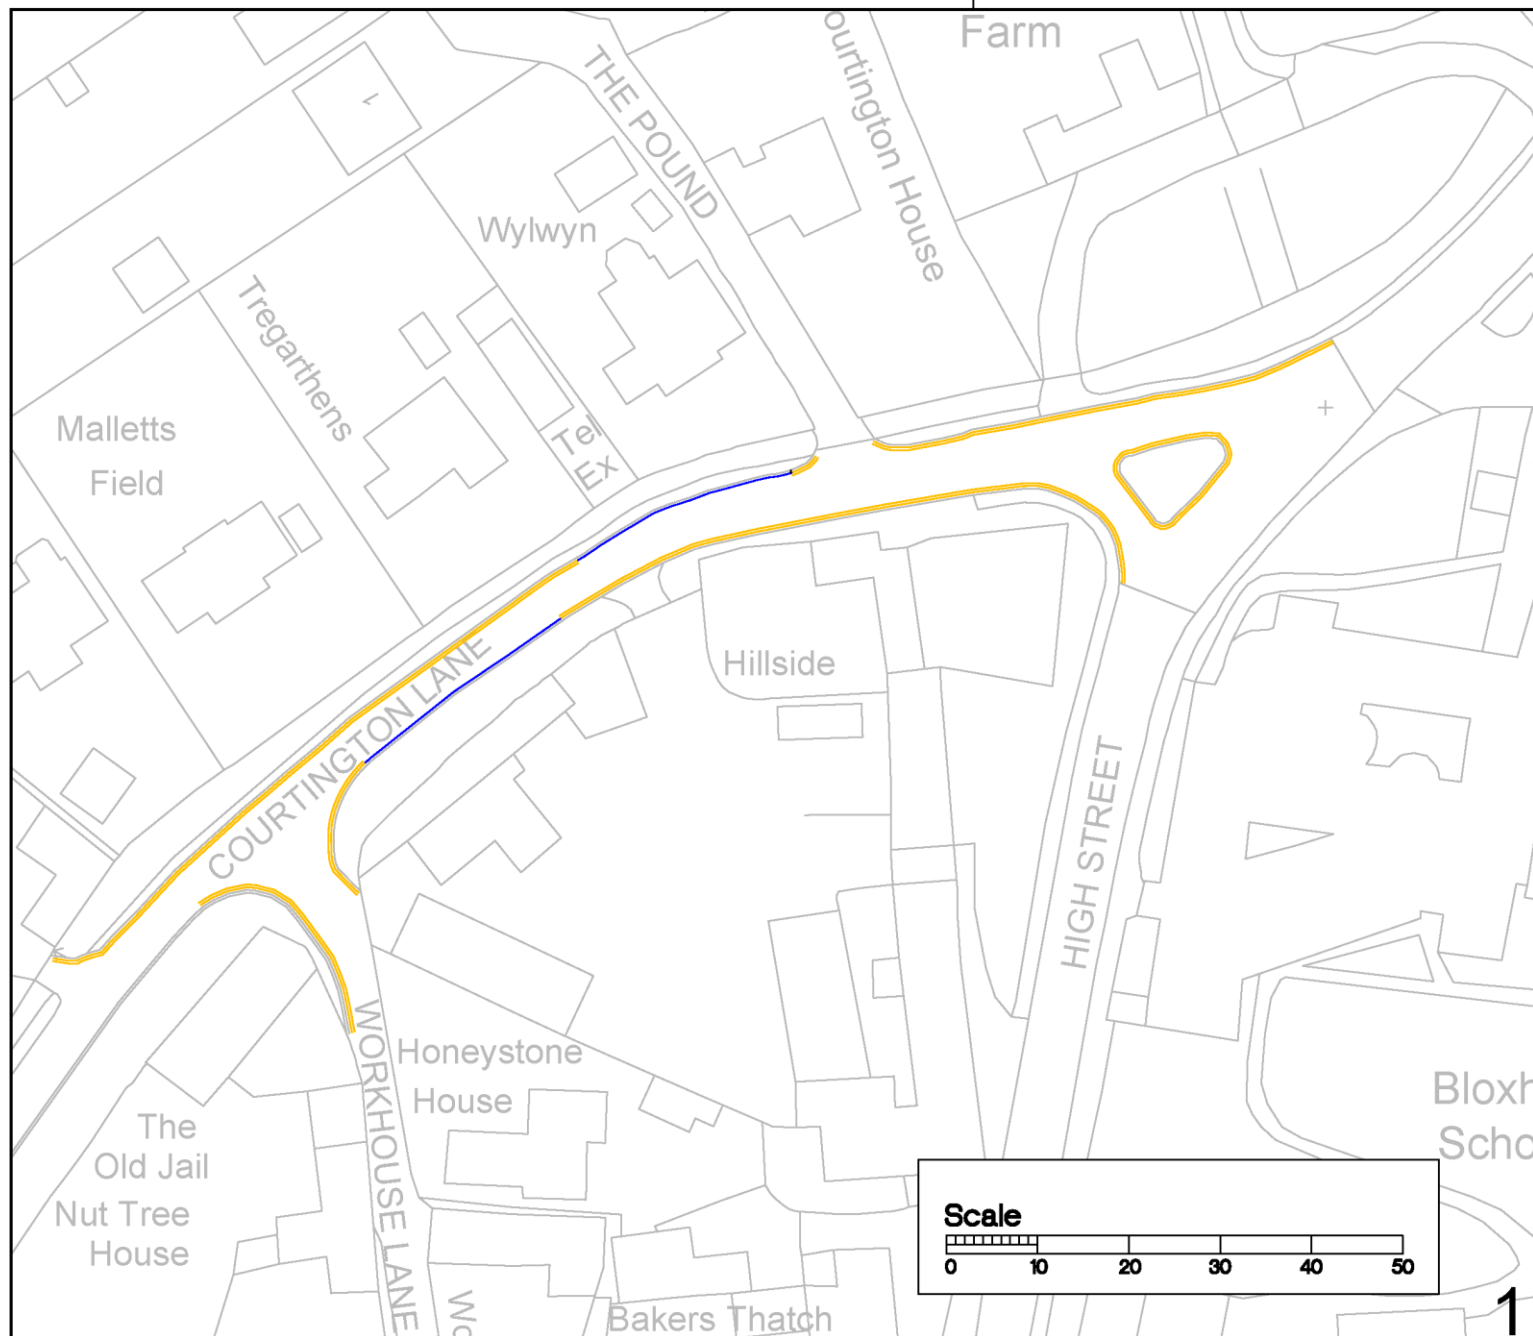 Farm
THE POUND
ourtington House
1
Wylwyn
Tregarthens
Malletts
Field
Tel
Ex
Hillside
COURTINGTON LANE
HIGH STREET
WORKHOUSE LANE
Honeystone
House
The
Old Jail
Nut Tree
House
Bloxh
Scho
Scale
0 10 20 30 40 50
Bakers Thatch
Wo
1